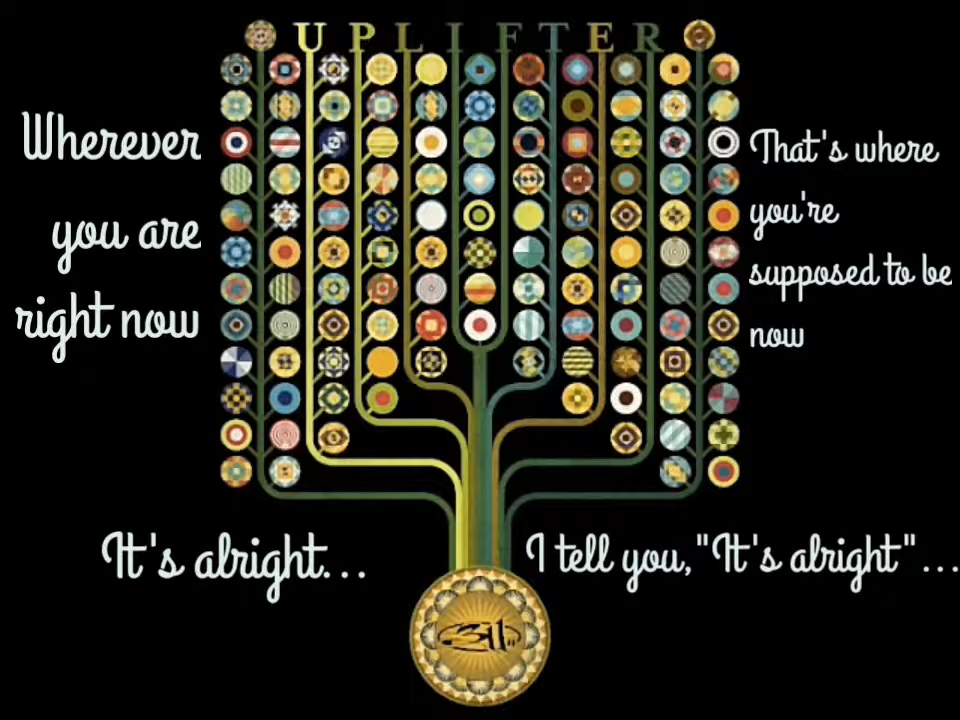 UPLIFTER
Wherever
you are
right now
That's where
you're
supposed to be
now
It's alright...
I tell you, "It's alright"...
311